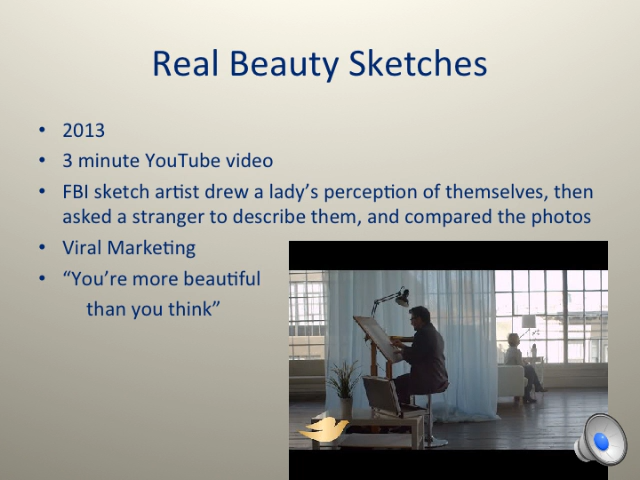 Real Beauty Sketches
• 2013
• 3 minute YouTube video
• FBI sketch artist drew a lady’s perception of themselves, then
asked a stranger to describe them, and compared the photos
• Viral Marketing
• “You’re more beautiful
than you think”